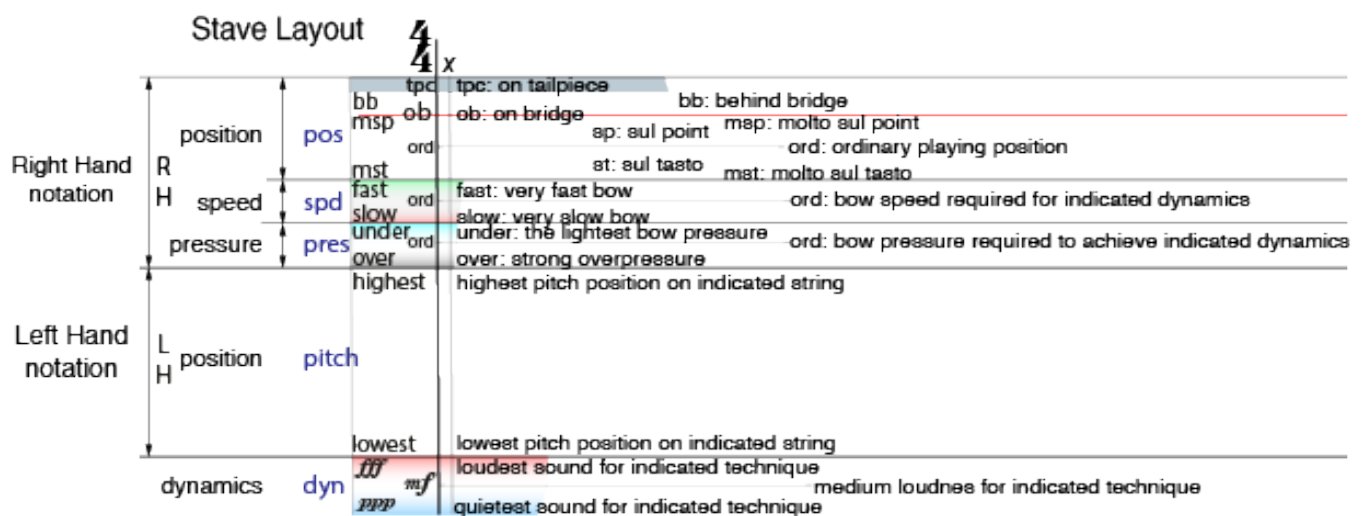 Stave Layout
4
4
x
tpc tpc: on tailpiece
bb bb: behind bridge
ob ob: on bridge
msp sp: sul point msp: molto sul point
position pos ord ord: ordinary playing position
Right Hand notation
RH
mst st: sul tasto mst: molto sul tasto
fast fast: very fast bow
speed spd ord ord: bow speed required for indicated dynamics
slow slow: very slow bow
under under: the lightest bow pressure
pressure pres ord ord: bow pressure required to achieve indicated dynamics
over over: strong overpressure
highest highest pitch position on indicated string
Left Hand notation
LH
position pitch
lowest lowest pitch position on indicated string
fff loudest sound for indicated technique
dynamics dyn mf medium loudnes for indicated technique
ppp quietest sound for indicated technique